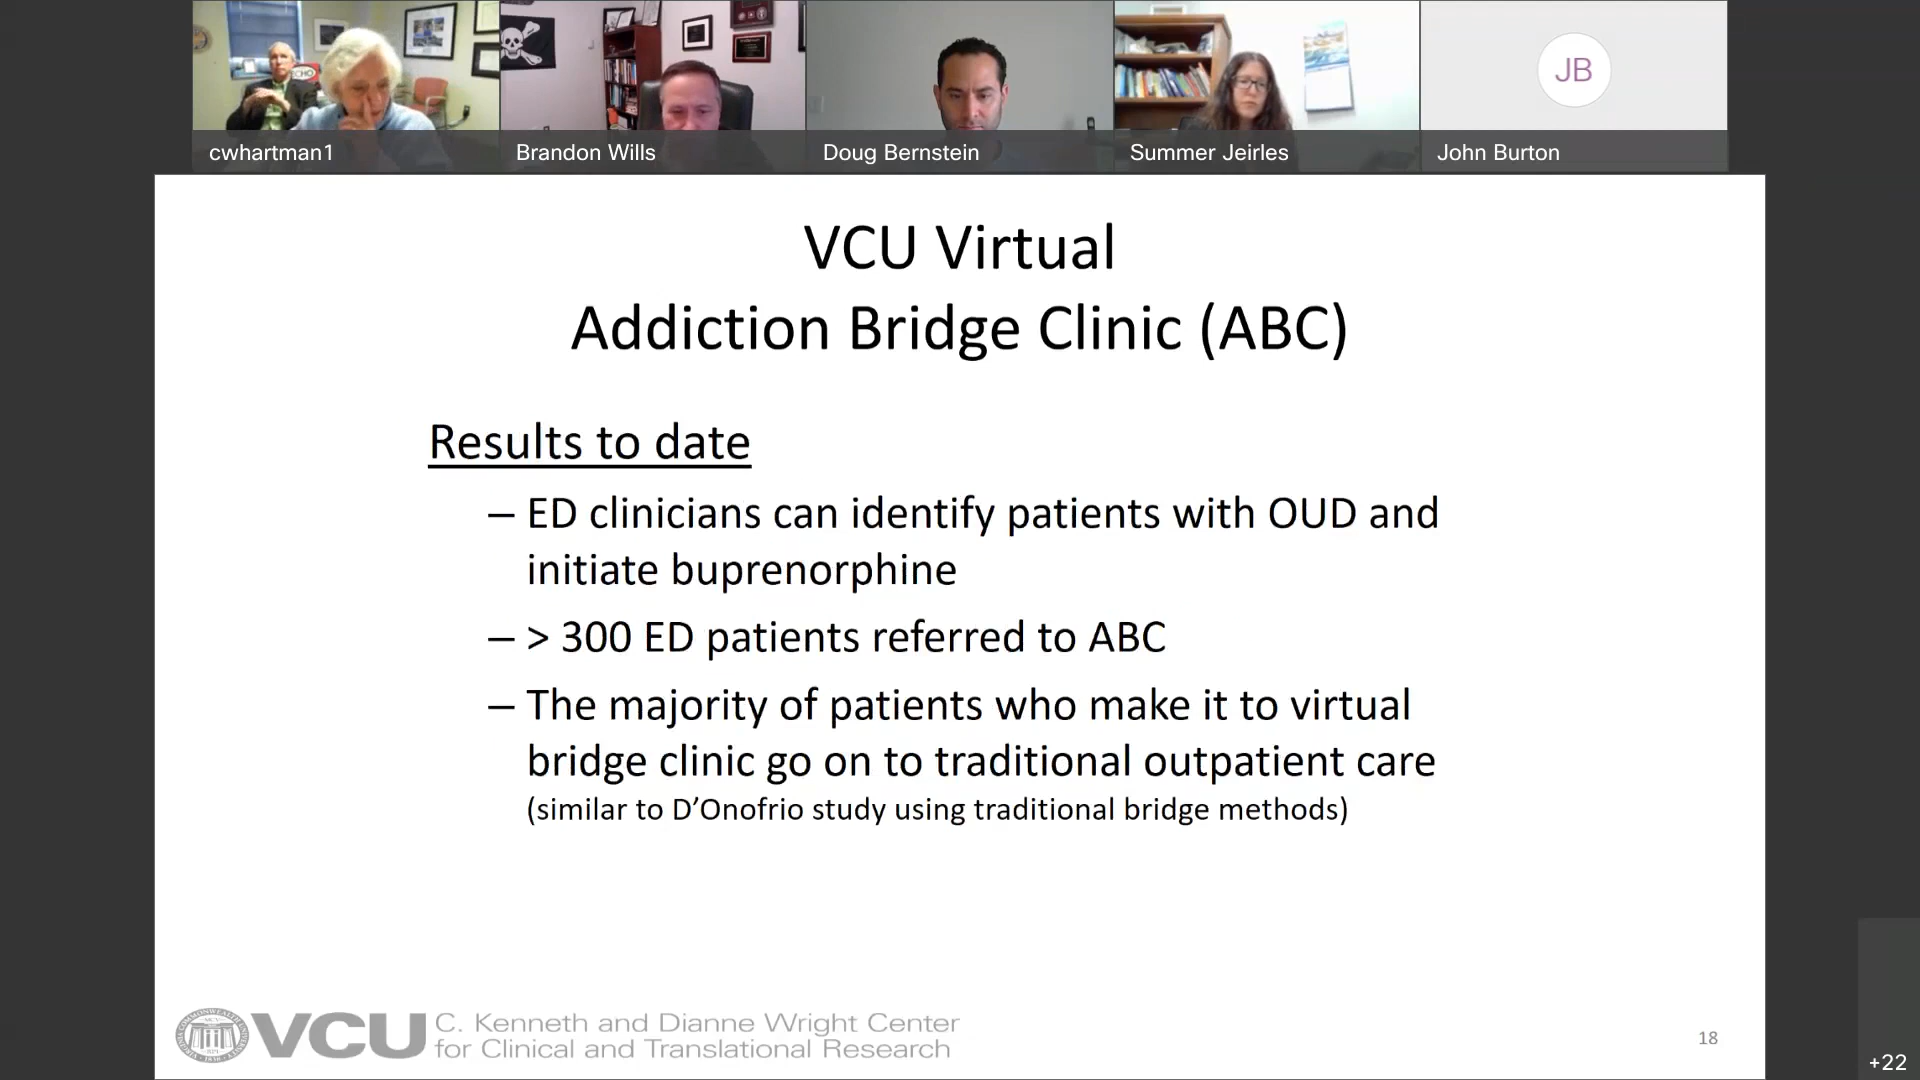 CHO
cwhartman1
Brandon Wills
Doug Bernstein
Summer Jeirles
JB
John Burton
VCU Virtual
Addiction Bridge Clinic (ABC)
Results to date
– ED clinicians can identify patients with OUD and
initiate buprenorphine
– > 300 ED patients referred to ABC
– The majority of patients who make it to virtual
bridge clinic go on to traditional outpatient care
(similar to D’Onofrio study using traditional bridge methods)
VCU
C. Kenneth and Dianne Wright Center
for Clinical and Translational Research
18
+22